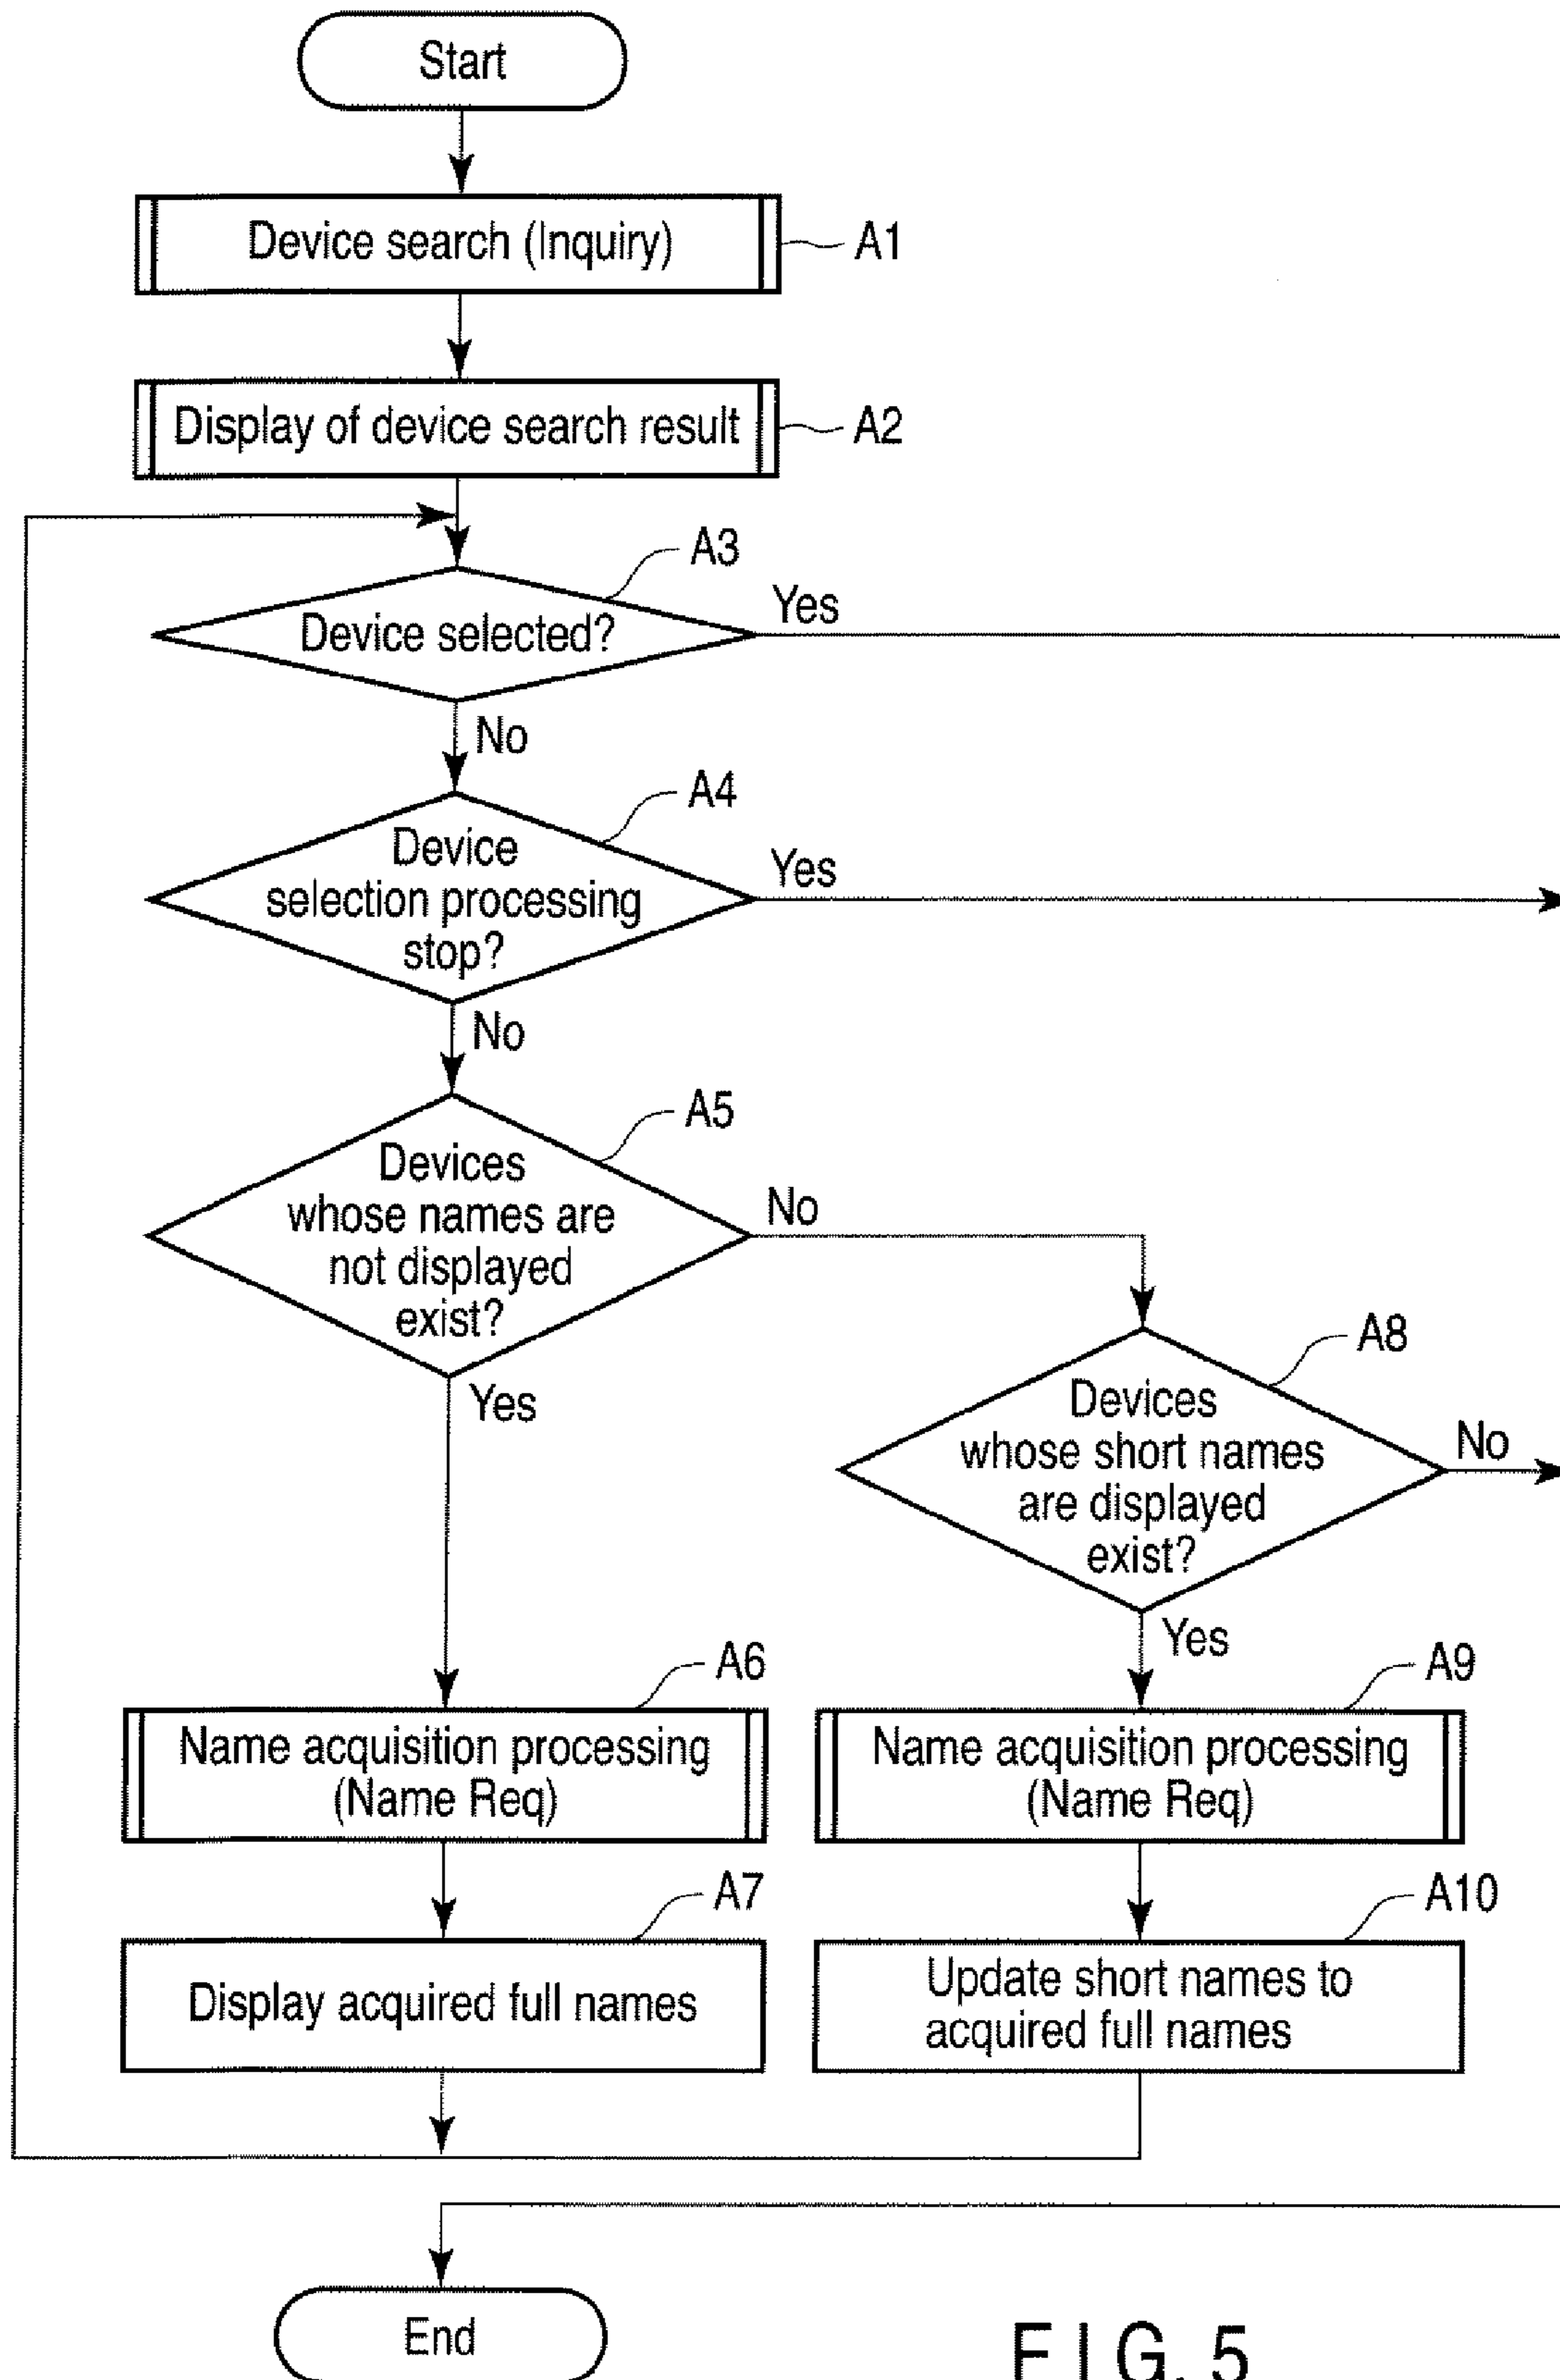 Start
Device search (Inquiry)
A1
Display of device search result
A2
A3
Device selected?
Yes
No
A4
Device
selection processing
stop?
Yes
No
A5
Devices
whose names are
not displayed
exist?
No
Yes
A8
Devices
whose short names
are displayed
exist?
No
Yes
A6
Name acquisition processing
(Name Req)
A9
Name acquisition processing
(Name Req)
A7
Display acquired full names
A10
Update short names to
acquired full names
End
FIG. 5